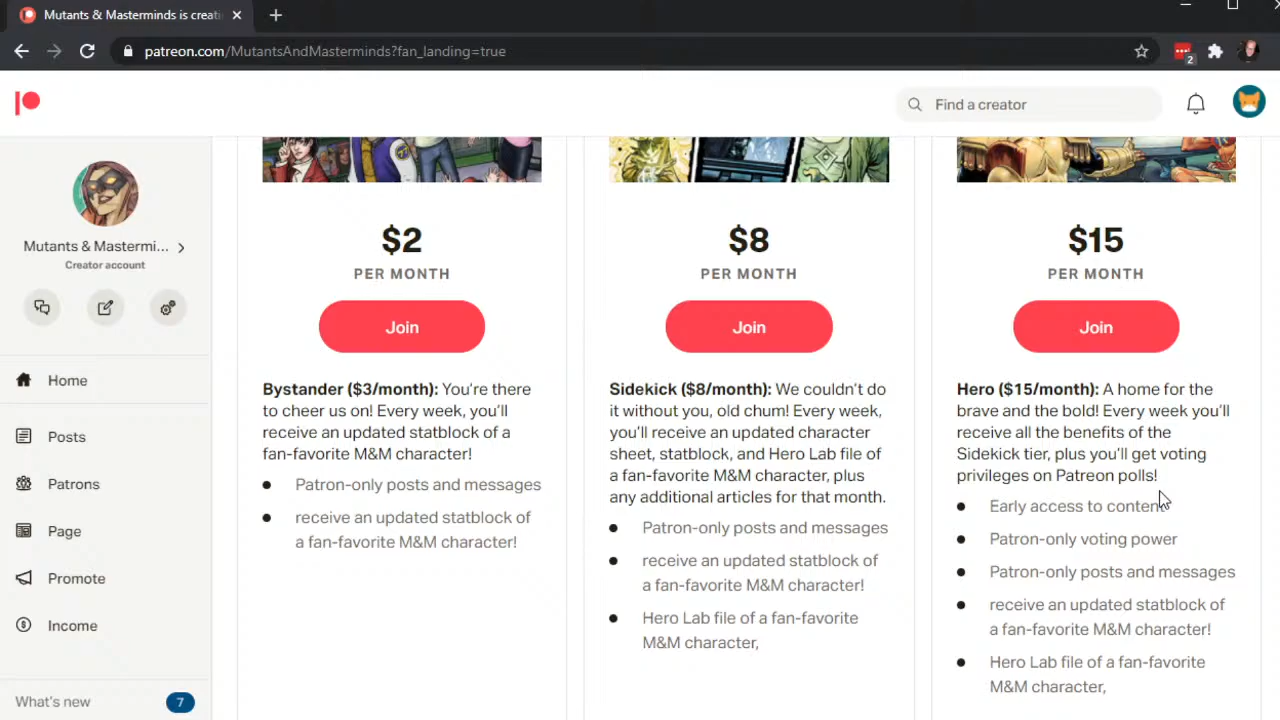 Mutants & Masterminds is creati
patreon.com/MutantsAndMasterminds?fan_landing=true
2
Find a creator
Mutants & Mastermi...
Creator account
Home
Posts
Patrons
Page
Promote
Income
What's new
7
$2
PER MONTH
Join
Bystander ($3/month): You're there
to cheer us on! Every week, you'll
receive an updated statblock of a
fan-favorite M&M character!
Patron-only posts and messages
receive an updated statblock of
a fan-favorite M&M character!
$8
PER MONTH
Join
Sidekick ($8/month): We couldn't do
it without you, old chum! Every week,
you'll receive an updated character
sheet, statblock, and Hero Lab file of
a fan-favorite M&M character, plus
any additional articles for that month.
Patron-only posts and messages
receive an updated statblock of
a fan-favorite M&M character!
Hero Lab file of a fan-favorite
M&M character,
$15
PER MONTH
Join
Hero ($15/month): A home for the
brave and the bold! Every week you'll
receive all the benefits of the
Sidekick tier, plus you'll get voting
privileges on Patreon polls!
Early access to content
Patron-only voting power
Patron-only posts and messages
receive an updated statblock of
a fan-favorite M&M character!
Hero Lab file of a fan-favorite
M&M character,